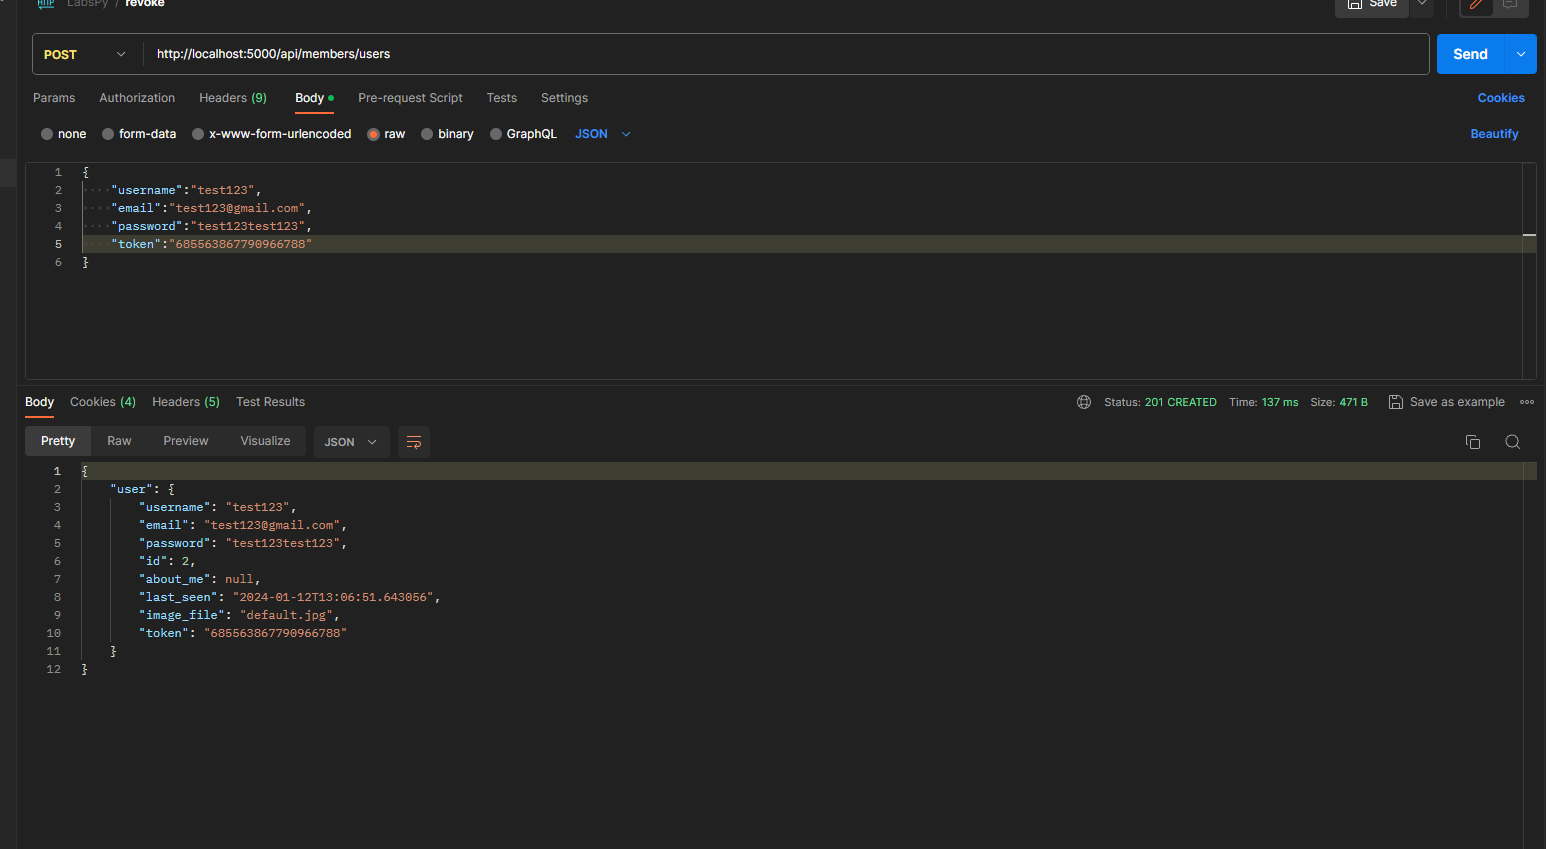 HTTP LabsPy / revoke Save
POST http://localhost:5000/api/members/users Send
Params Authorization Headers (9) Body Pre-request Script Tests Settings Cookies
none form-data x-www-form-urlencoded raw binary GraphQL JSON Beautify
1 {
2 "username":"test123",
3 "email":"test123@gmail.com",
4 "password":"test123test123",
5 "token":"685563867790966788"
6 }
Body Cookies (4) Headers (5) Test Results Status: 201 CREATED Time: 137 ms Size: 471 B Save as example
Pretty Raw Preview Visualize JSON
1 {
2 "user": {
3 "username": "test123",
4 "email": "test123@gmail.com",
5 "password": "test123test123",
6 "id": 2,
7 "about_me": null,
8 "last_seen": "2024-01-12T13:06:51.643056",
9 "image_file": "default.jpg",
10 "token": "685563867790966788"
11 }
12 }